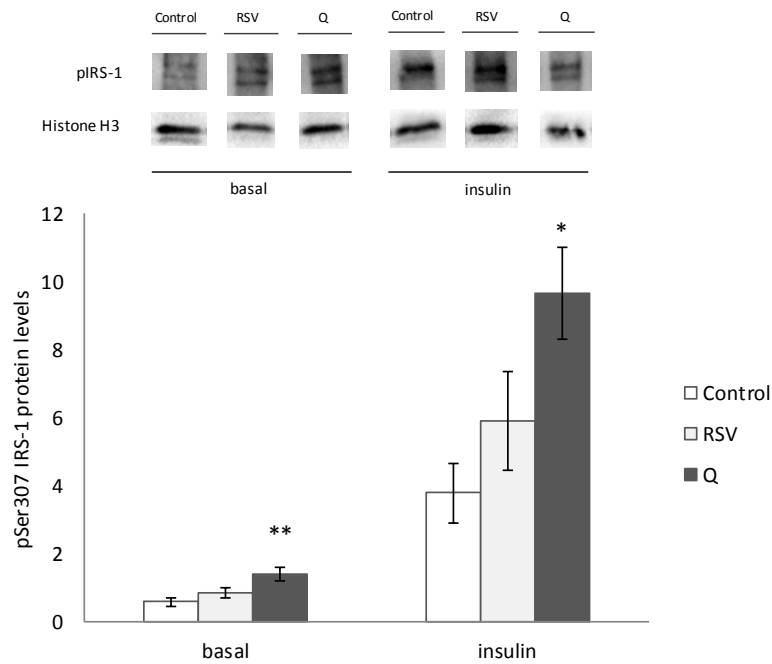 Control RSV Q Control RSV Q
pIRS-1
Histone H3
basal insulin
12
10
8
6
4
2
0
pSer307 IRS-1 protein levels
*
**
Control
RSV
Q
basal insulin